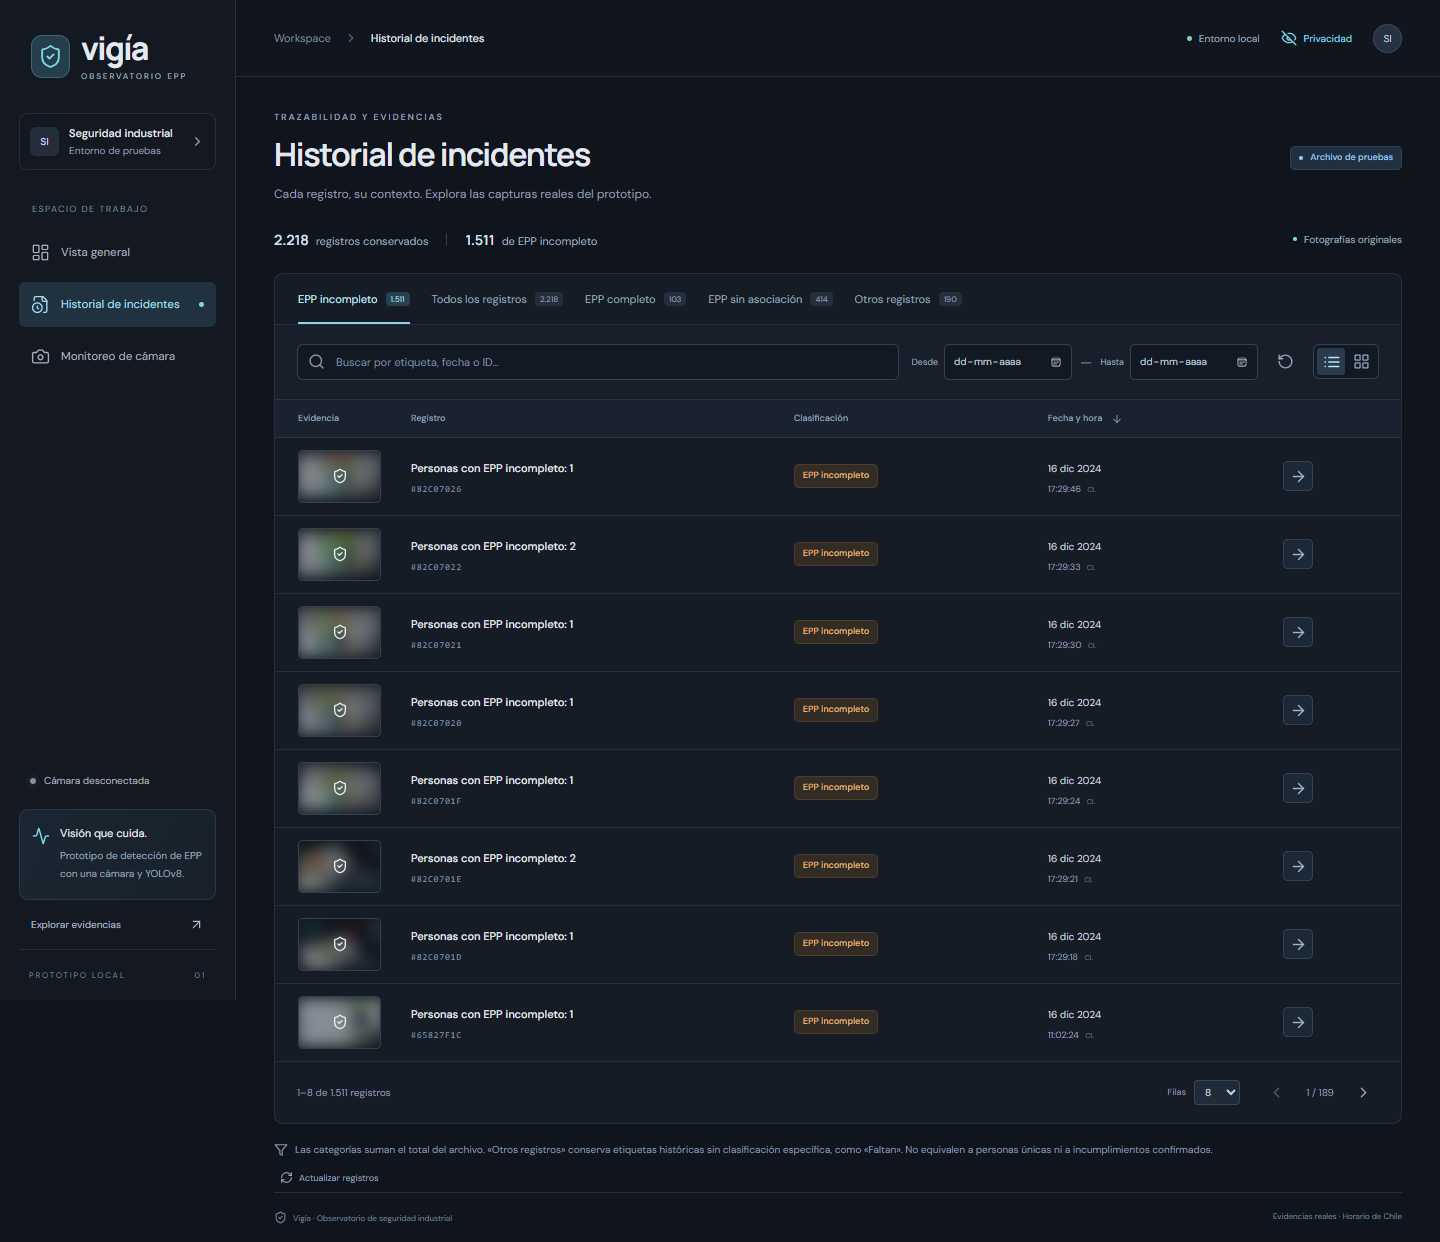 vigía
OBSERVATORIO EPP
SI
Seguridad industrial
Entorno de pruebas
ESPACIO DE TRABAJO
Vista general
Historial de incidentes
Monitoreo de cámara
Cámara desconectada
Visión que cuida.
Prototipo de detección de EPP
con una cámara y YOLOv8.
Explorar evidencias
PROTOTIPO LOCAL 01
Workspace Historial de incidentes
Entorno local Privacidad SI
TRAZABILIDAD Y EVIDENCIAS
Historial de incidentes
Archivo de pruebas
Cada registro, su contexto. Explora las capturas reales del prototipo.
2.218 registros conservados 1.511 de EPP incompleto
Fotografías originales
EPP incompleto 1.511 Todos los registros 2.218 EPP completo 103 EPP sin asociación 414 Otros registros 190
Buscar por etiqueta, fecha o ID... Desde dd-mm-aaaa — Hasta dd-mm-aaaa
Evidencia Registro Clasificación Fecha y hora
Personas con EPP incompleto: 1 EPP incompleto 16 dic 2024
#82C07026 17:29:46 CL
Personas con EPP incompleto: 2 EPP incompleto 16 dic 2024
#82C07022 17:29:33 CL
Personas con EPP incompleto: 1 EPP incompleto 16 dic 2024
#82C07021 17:29:30 CL
Personas con EPP incompleto: 1 EPP incompleto 16 dic 2024
#82C07020 17:29:27 CL
Personas con EPP incompleto: 1 EPP incompleto 16 dic 2024
#82C0701F 17:29:24 CL
Personas con EPP incompleto: 2 EPP incompleto 16 dic 2024
#82C0701E 17:29:21 CL
Personas con EPP incompleto: 1 EPP incompleto 16 dic 2024
#82C0701D 17:29:18 CL
Personas con EPP incompleto: 1 EPP incompleto 16 dic 2024
#65827F1C 11:02:24 CL
1–8 de 1.511 registros Filas 8 1 / 189
Las categorías suman el total del archivo. «Otros registros» conserva etiquetas históricas sin clasificación específica, como «Faltan». No equivalen a personas únicas ni a incumplimientos confirmados.
Actualizar registros
Vigía · Observatorio de seguridad industrial
Evidencias reales · Horario de Chile